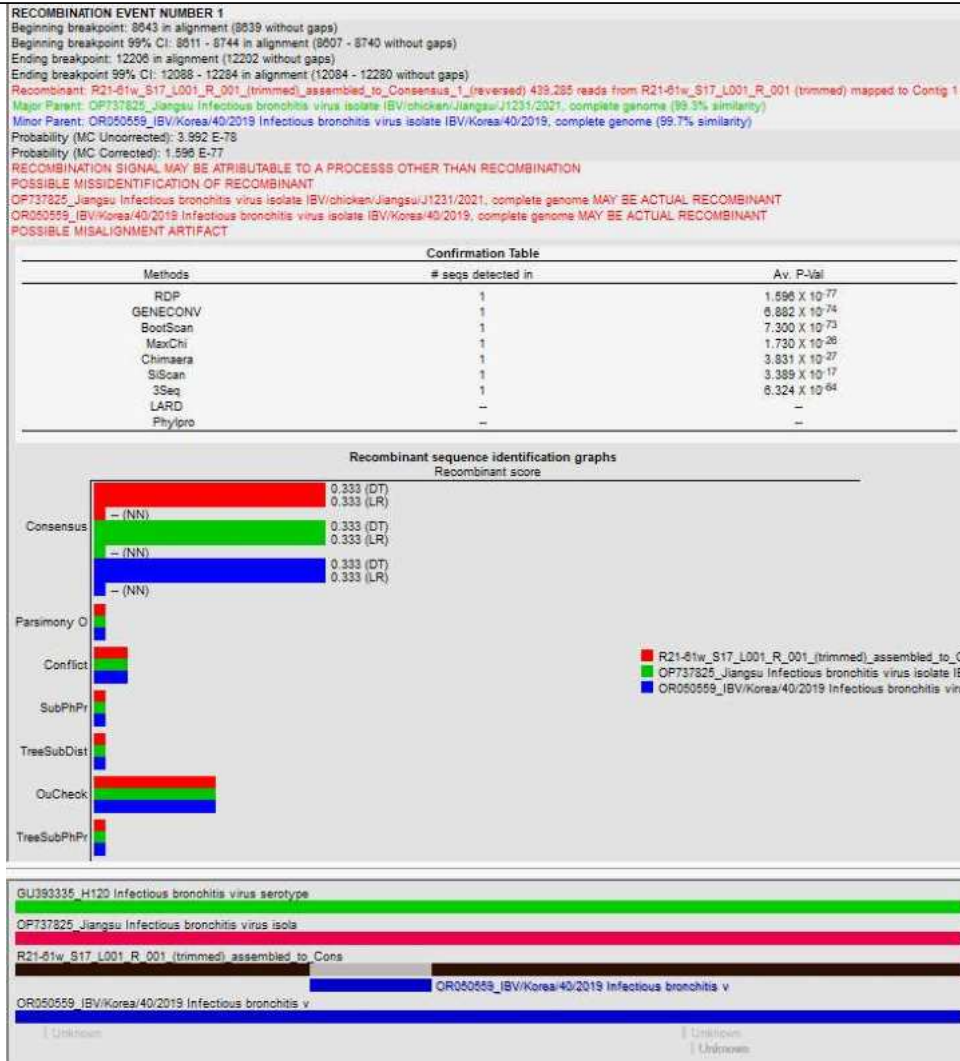 RECOMBINATION EVENT NUMBER 1
Beginning breakpoint: 8643 in alignment (8639 without gaps)
Beginning breakpoint 99% CI: 8611 - 8744 in alignment (8607 - 8740 without gaps)
Ending breakpoint: 12206 in alignment (12202 without gaps)
Ending breakpoint 99% CI: 12088 - 12284 in alignment (12084 - 12280 without gaps)
Recombinant: R21-61w_S17_L001_R_001_(trimmed)_assembled_to_Consensus_1_(reversed) 439,285 reads from R21-61w_S17_L001_R_001 (trimmed) mapped to Contig 1
Major Parent: OP737825_Jiangsu Infectious bronchitis virus isolate IBV/chicken/Jiangsu/J1231/2021, complete genome (99.3% similarity)
Minor Parent: OR050559_IBV/Korea/40/2019 Infectious bronchitis virus isolate IBV/Korea/40/2019, complete genome (99.7% similarity)
Probability (MC Uncorrected): 3.992 E-78
Probability (MC Corrected): 1.596 E-77
RECOMBINATION SIGNAL MAY BE ATRIBUTABLE TO A PROCESSS OTHER THAN RECOMBINATION
POSSIBLE MISSIDENTIFICATION OF RECOMBINANT
OP737825_Jiangsu Infectious bronchitis virus isolate IBV/chicken/Jiangsu/J1231/2021, complete genome MAY BE ACTUAL RECOMBINANT
OR050559_IBV/Korea/40/2019 Infectious bronchitis virus isolate IBV/Korea/40/2019, complete genome MAY BE ACTUAL RECOMBINANT
POSSIBLE MISALIGNMENT ARTIFACT
Confirmation Table
Methods # seqs detected in Av. P-Val
RDP 1 1.596 X 10-77
GENECONV 1 6.882 X 10-74
BootScan 1 7.300 X 10-73
MaxChi 1 1.730 X 10-26
Chimaera 1 3.831 X 10-27
SiScan 1 3.389 X 10-17
3Seq 1 6.324 X 10-64
LARD -- --
Phylpro -- --
Recombinant sequence identification graphs
Recombinant score
0.333 (DT)
0.333 (LR)
-- (NN)
Consensus
0.333 (DT)
0.333 (LR)
-- (NN)
0.333 (DT)
0.333 (LR)
-- (NN)
Parsimony O
Conflict
R21-61w_S17_L001_R_001_(trimmed)_assembled_to_C
OP737825_Jiangsu Infectious bronchitis virus isolate IB
OR050559_IBV/Korea/40/2019 Infectious bronchitis vir
SubPhPr
TreeSubDist
OuCheck
TreeSubPhPr
GU393335_H120 Infectious bronchitis virus serotype
OP737825_Jiangsu Infectious bronchitis virus isola
R21-61w_S17_L001_R_001_(trimmed)_assembled_to_Cons
OR050559_IBV/Korea/40/2019 Infectious bronchitis v
OR050559_IBV/Korea/40/2019 Infectious bronchitis v
Unknown Unknown
Unknown